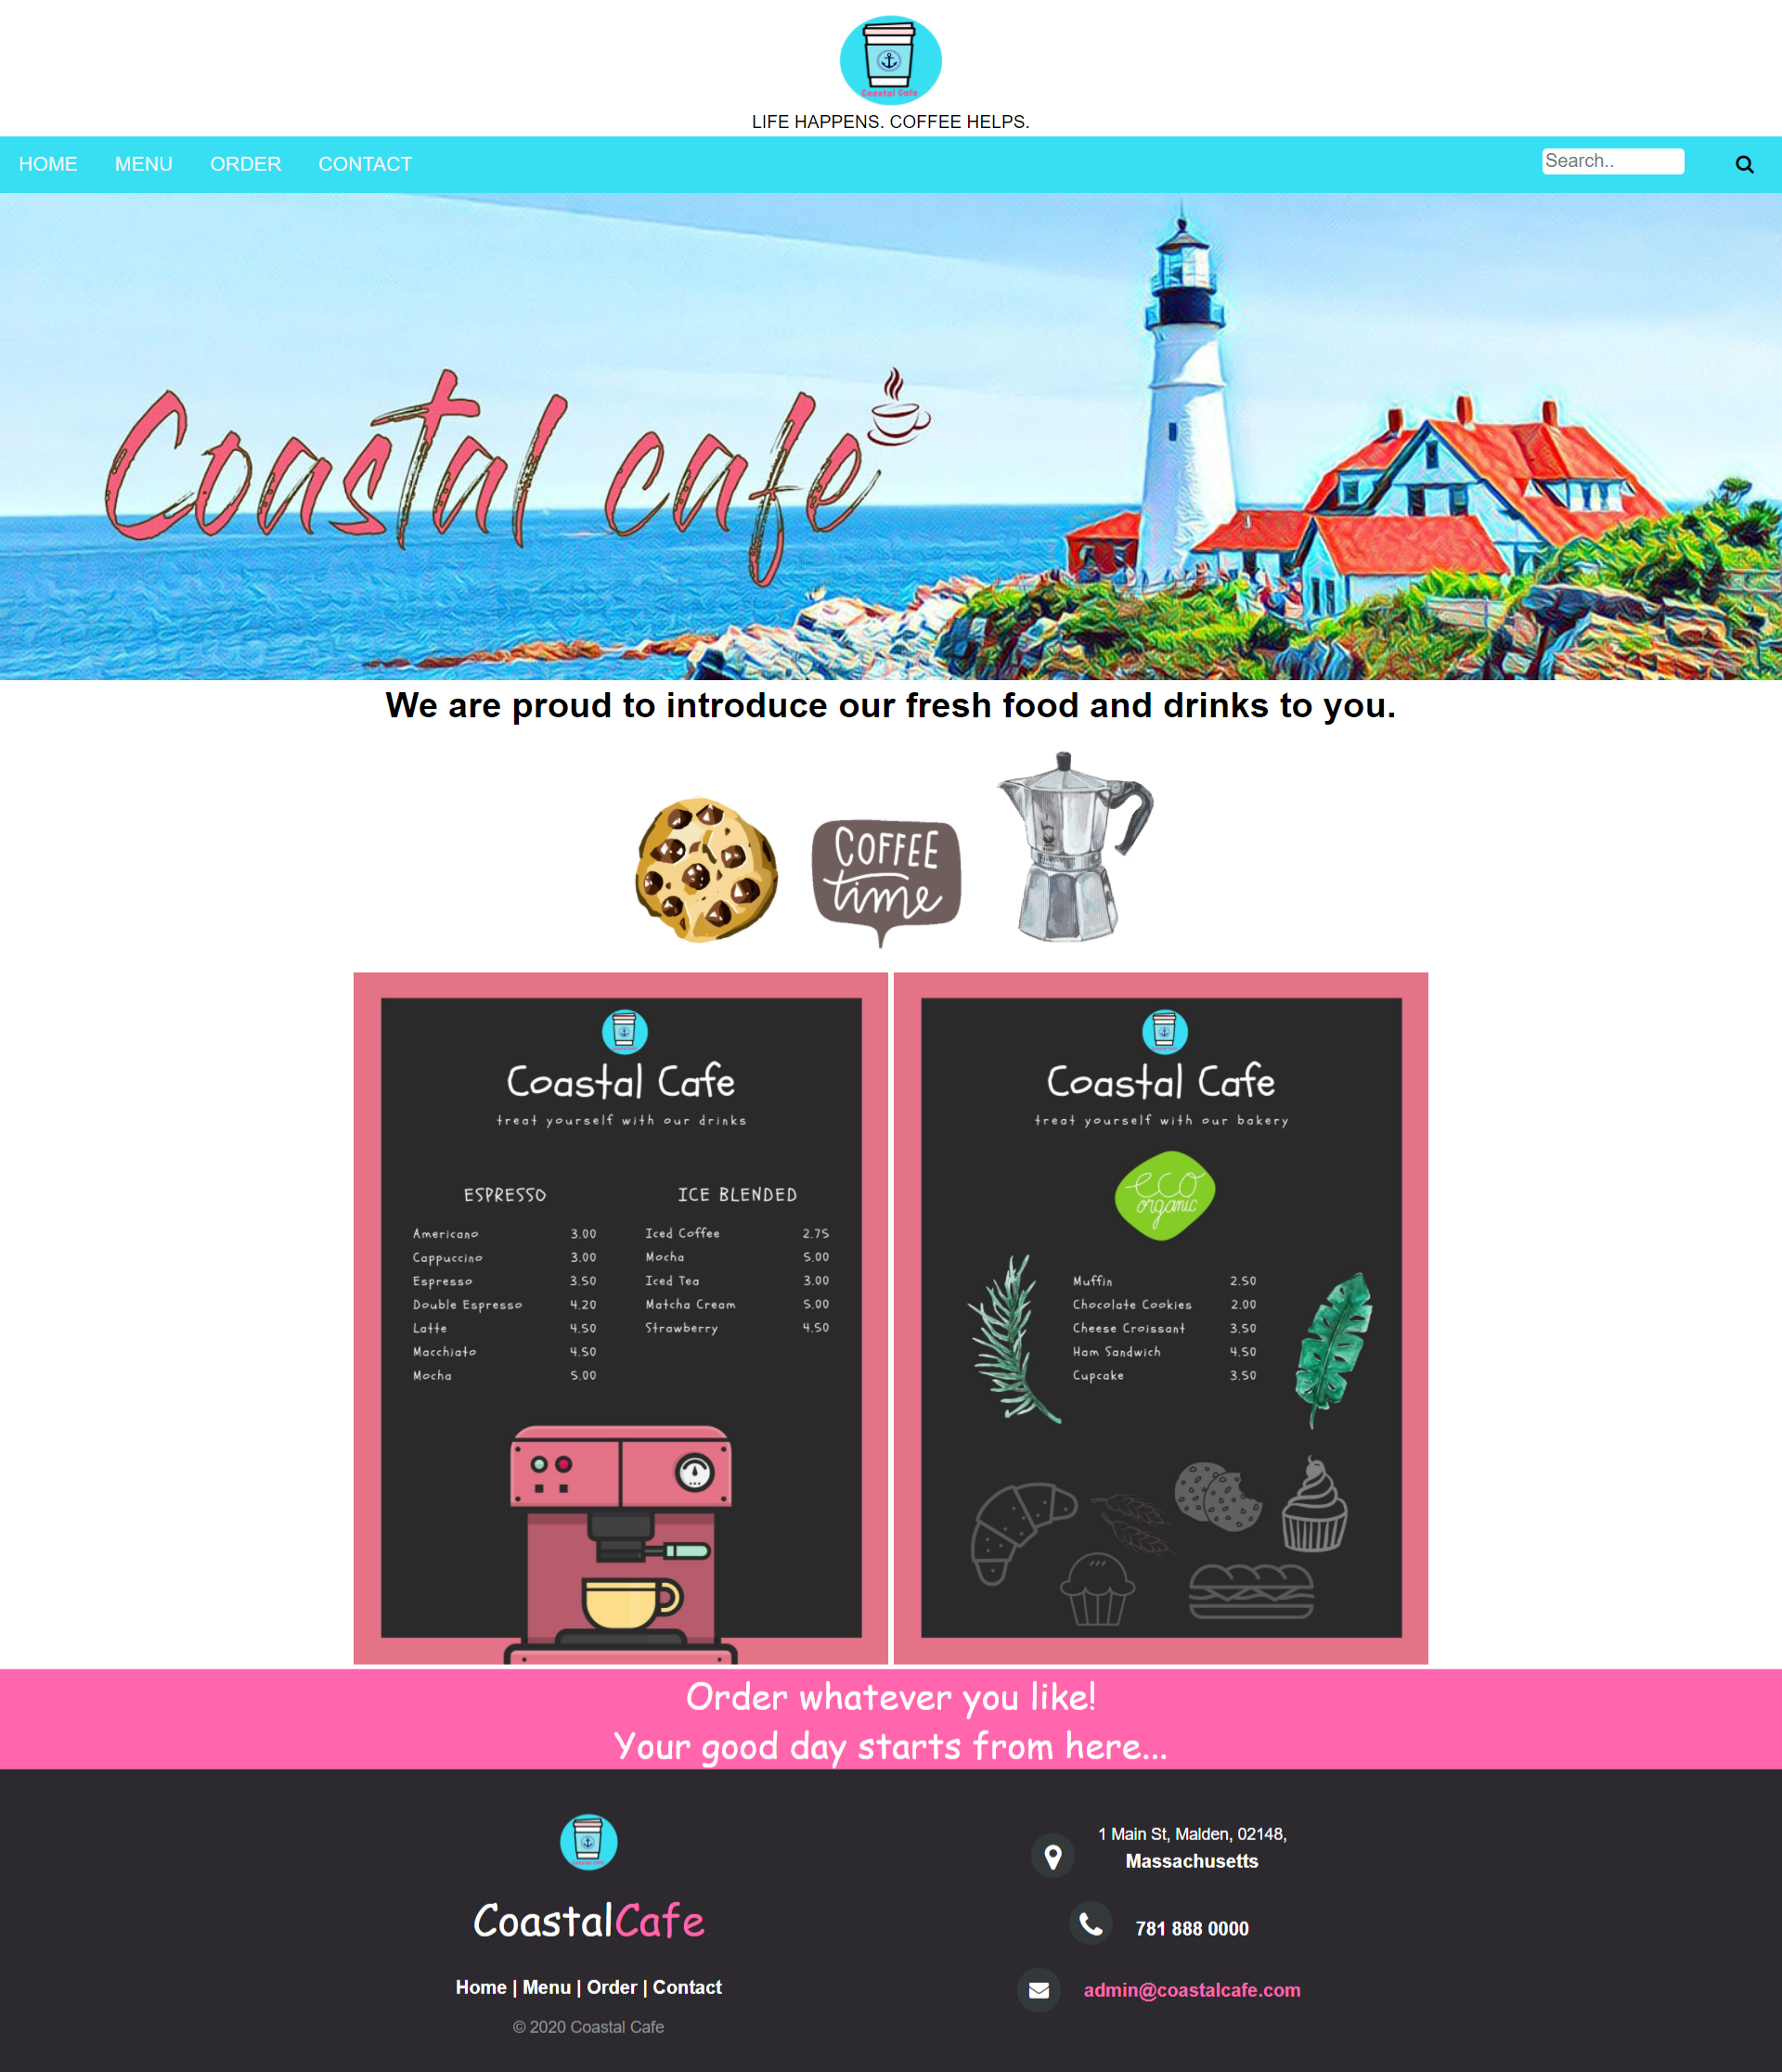 Coastal Cafe
LIFE HAPPENS. COFFEE HELPS.
HOME MENU ORDER CONTACT Search..
Coastal cafe
We are proud to introduce our fresh food and drinks to you.
COFFEE
time
Coastal Cafe
treat yourself with our drinks
ESPRESSO
Americano 3.00
Cappuccino 3.00
Espresso 3.50
Double Espresso 4.20
Latte 4.50
Macchiato 4.50
Mocha 5.00
ICE BLENDED
Iced Coffee 2.75
Mocha 5.00
Iced Tea 3.00
Matcha Cream 5.00
Strawberry 4.50
Coastal Cafe
treat yourself with our bakery
eco
organic
Muffin 2.50
Chocolate Cookies 2.00
Cheese Croissant 3.50
Ham Sandwich 4.50
Cupcake 3.50
Order whatever you like!
Your good day starts from here...
CoastalCafe
Home | Menu | Order | Contact
© 2020 Coastal Cafe
1 Main St, Malden, 02148,
Massachusetts
781 888 0000
admin@coastalcafe.com